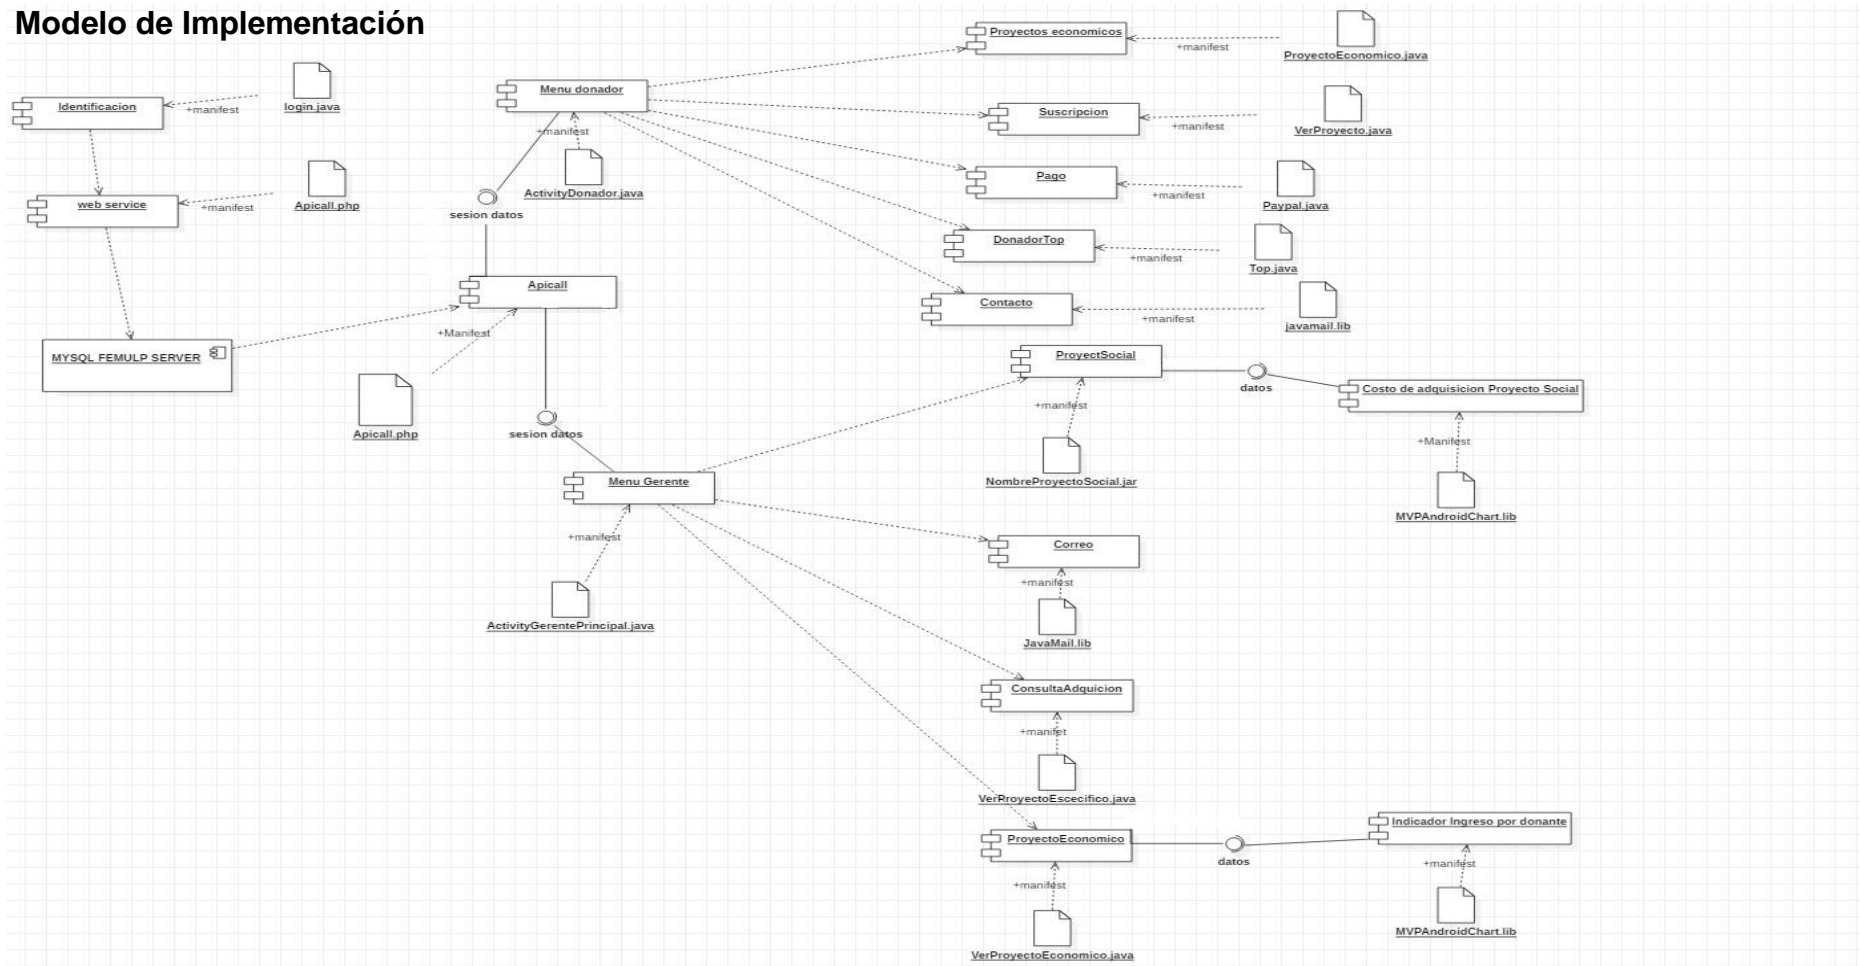 Modelo de Implementación
Identificacion
+manifest
login.java
web service
+manifest
Apicall.php
MYSQL FEMULP SERVER
Menu donador
+manifest
ActivityDonador.java
sesion datos
Apicall
+Manifest
Apicall.php
sesion datos
Menu Gerente
+manifest
ActivityGerentePrincipal.java
Proyectos economicos
+manifest
ProyectoEconomico.java
Suscripcion
+manifest
VerProyecto.java
Pago
+manifest
Paypal.java
DonadorTop
+manifest
Top.java
Contacto
+manifest
javamail.lib
ProyectSocial
+manifest
NombreProyectoSocial.jar
datos
Costo de adquisicion Proyecto Social
+Manifest
MVPAndroidChart.lib
Correo
+manifest
JavaMail.lib
ConsultaAdquicion
+manifet
VerProyectoEscecifico.java
ProyectoEconomico
+manifest
VerProyectoEconomico.java
datos
Indicador Ingreso por donante
+manifest
MVPAndroidChart.lib